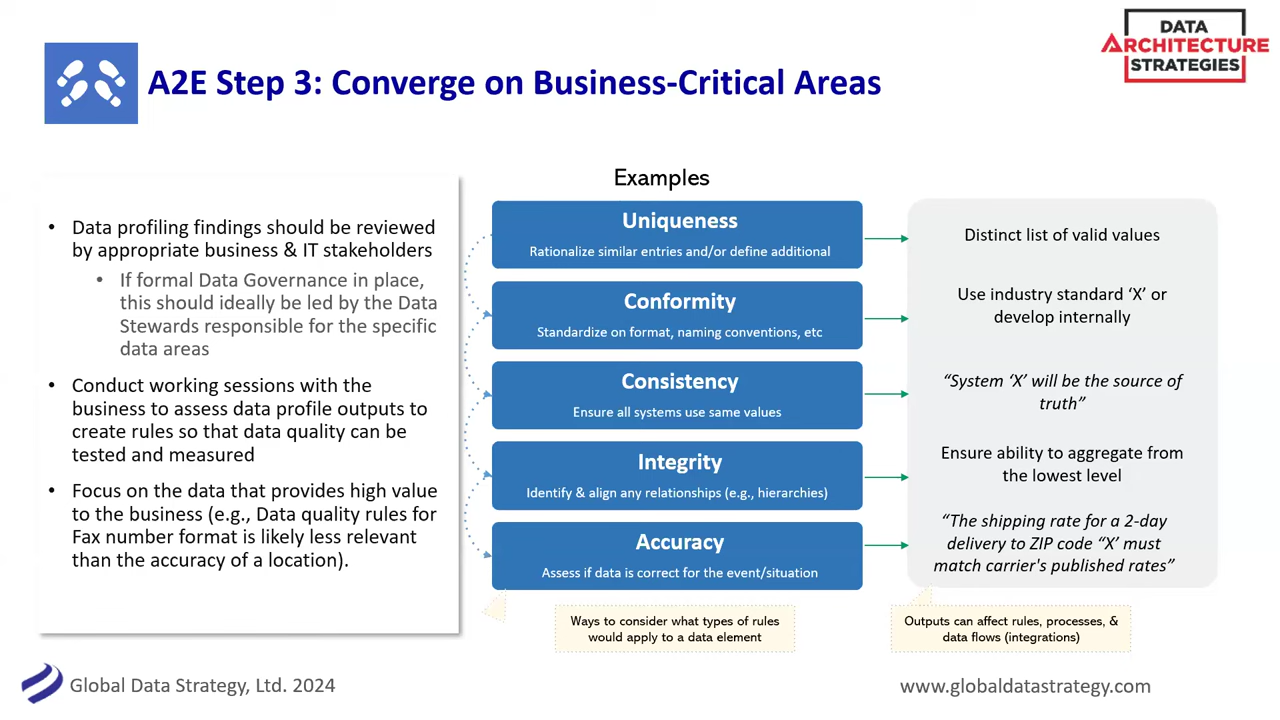 DATA
ARCHITECTURE
STRATEGIES
A2E Step 3: Converge on Business-Critical Areas
• Data profiling findings should be reviewed
by appropriate business & IT stakeholders
• If formal Data Governance in place,
this should ideally be led by the Data
Stewards responsible for the specific
data areas
• Conduct working sessions with the
business to assess data profile outputs to
create rules so that data quality can be
tested and measured
• Focus on the data that provides high value
to the business (e.g., Data quality rules for
Fax number format is likely less relevant
than the accuracy of a location).
Examples
Uniqueness
Rationalize similar entries and/or define additional
Distinct list of valid values
Conformity
Standardize on format, naming conventions, etc
Use industry standard ‘X’ or
develop internally
Consistency
Ensure all systems use same values
“System ‘X’ will be the source of
truth”
Integrity
Identify & align any relationships (e.g., hierarchies)
Ensure ability to aggregate from
the lowest level
Accuracy
Assess if data is correct for the event/situation
“The shipping rate for a 2-day
delivery to ZIP code “X’ must
match carrier's published rates”
Ways to consider what types of rules
would apply to a data element
Outputs can affect rules, processes, &
data flows (integrations)
Global Data Strategy, Ltd. 2024
www.globaldatastrategy.com